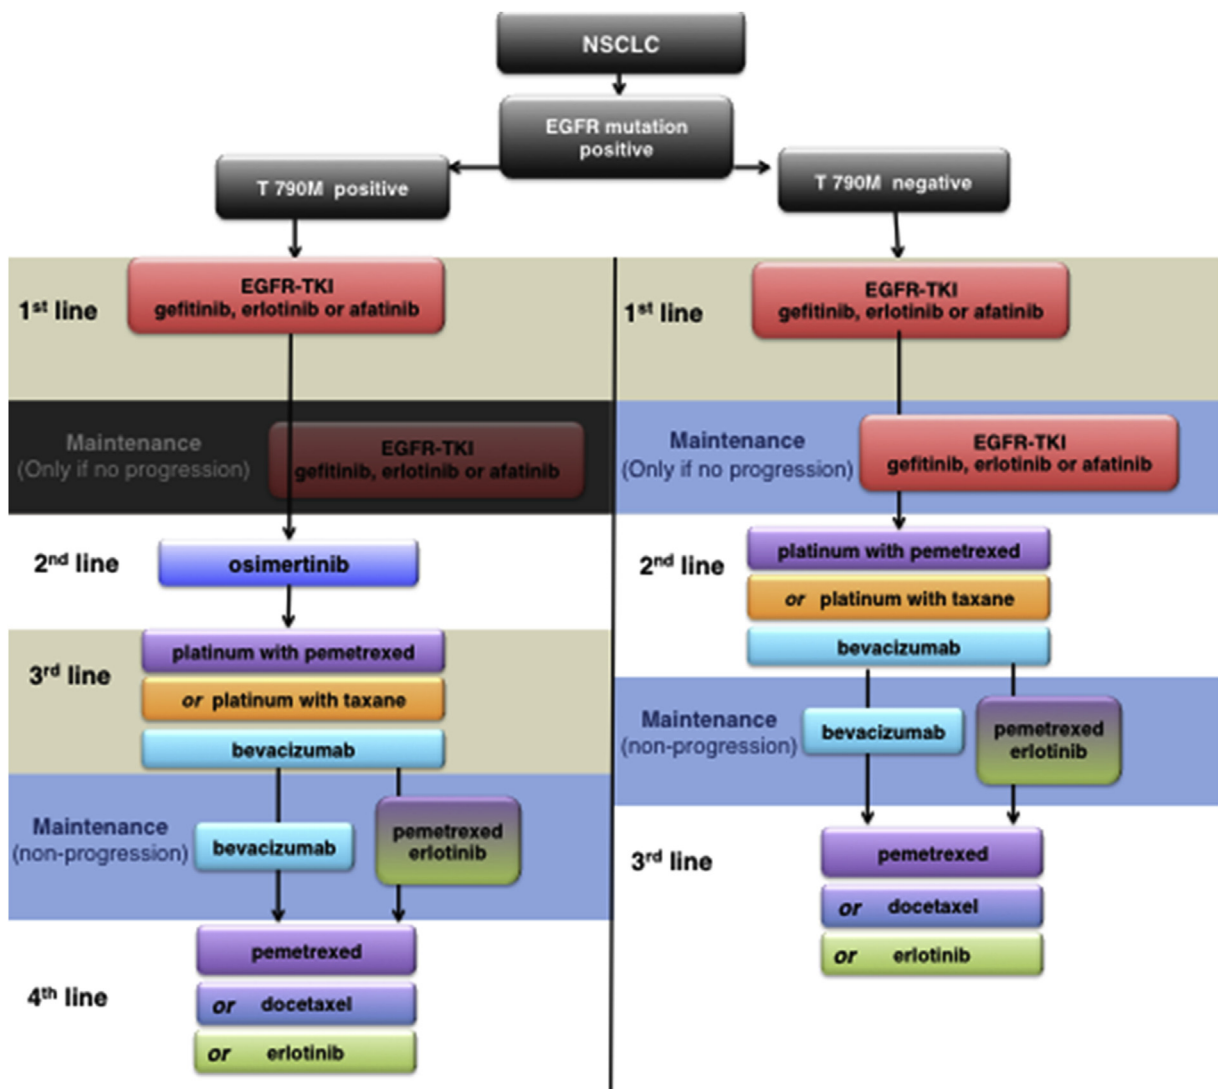 NSCLC
EGFR mutation
positive
T 790M positive
T 790M negative
1st line
EGFR-TKI
gefitinib, erlotinib or afatinib
Maintenance
(Only if no progression)
EGFR-TKI
gefitinib, erlotinib or afatinib
2nd line
osimertinib
3rd line
platinum with pemetrexed
or platinum with taxane
bevacizumab
Maintenance
(non-progression)
bevacizumab
pemetrexed
erlotinib
4th line
pemetrexed
or docetaxel
or erlotinib
1st line
EGFR-TKI
gefitinib, erlotinib or afatinib
Maintenance
(Only if no progression)
EGFR-TKI
gefitinib, erlotinib or afatinib
2nd line
platinum with pemetrexed
or platinum with taxane
bevacizumab
Maintenance
(non-progression)
bevacizumab
pemetrexed
erlotinib
3rd line
pemetrexed
or docetaxel
or erlotinib